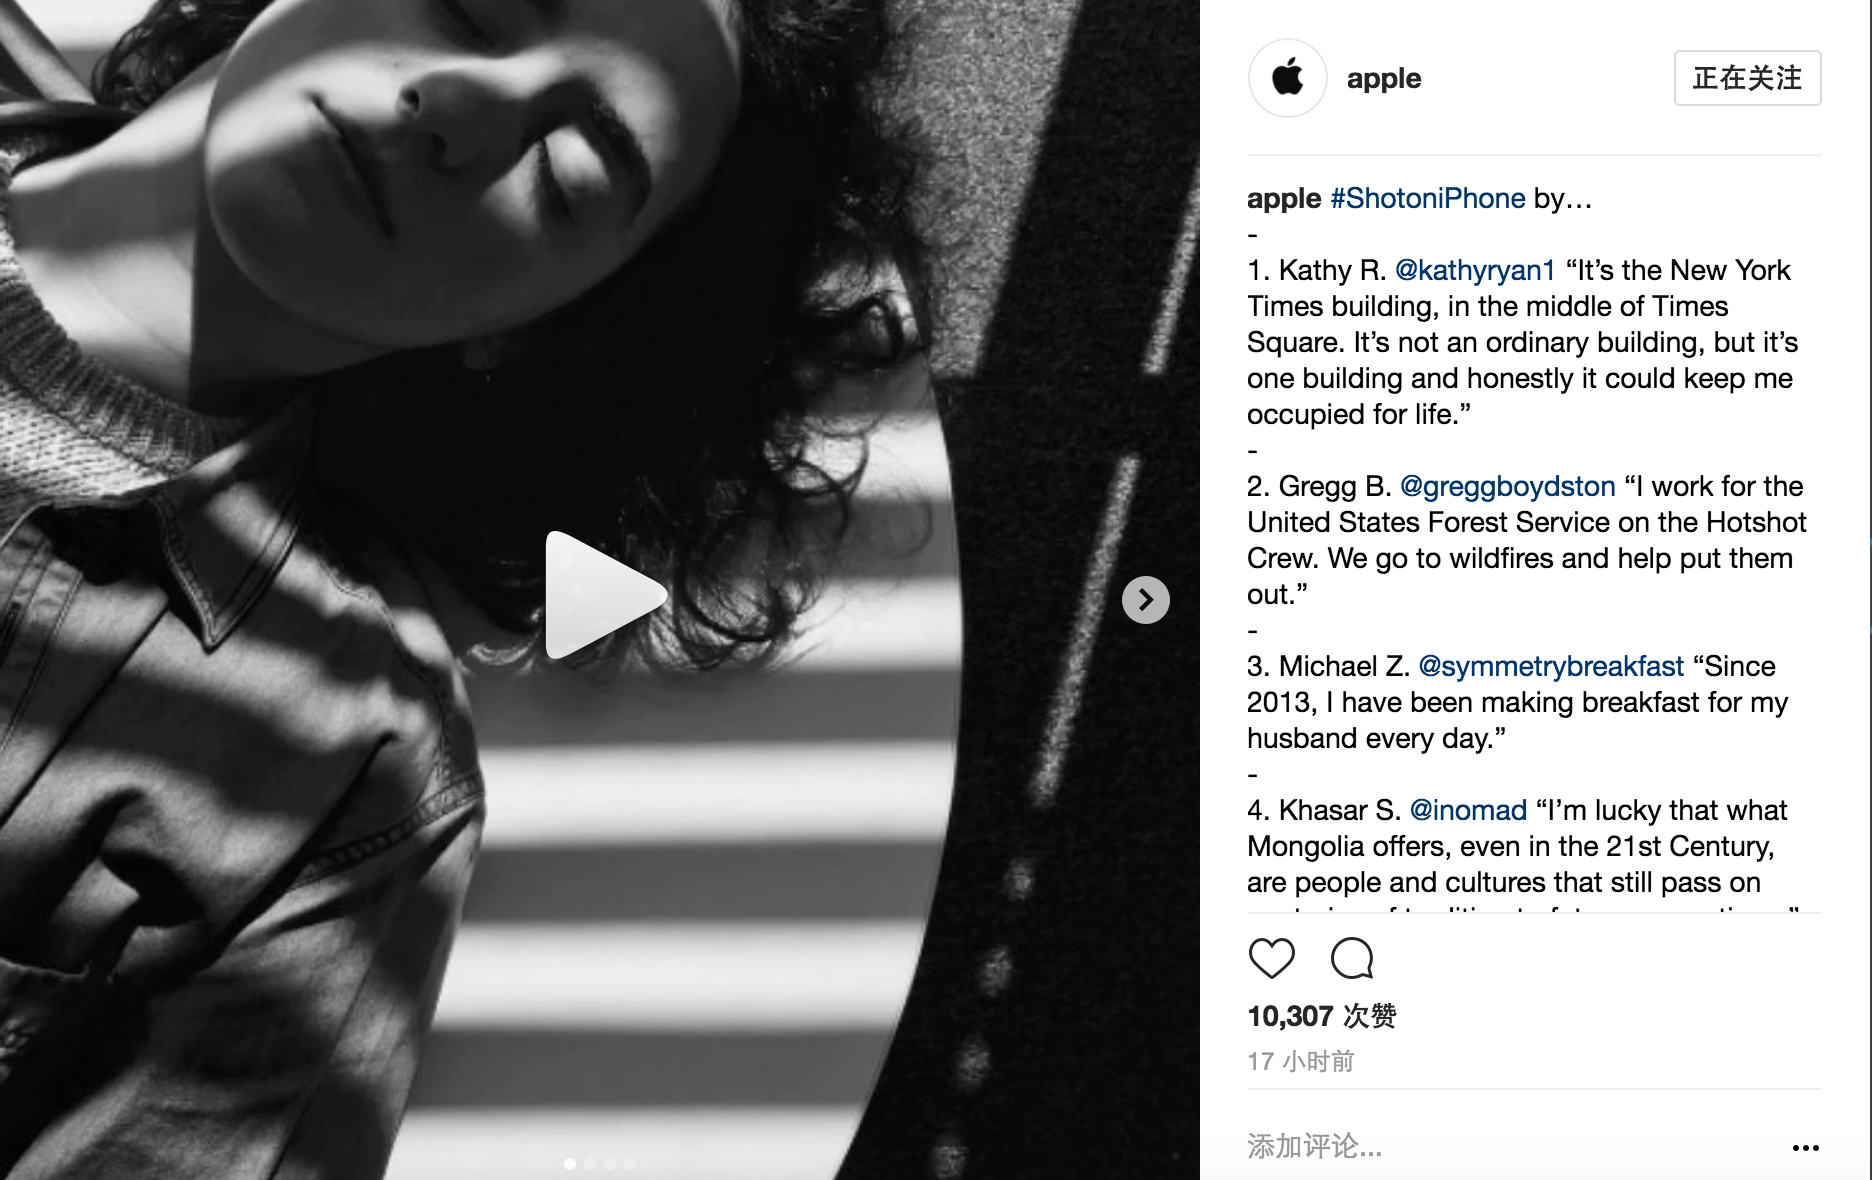 apple
正在关注
apple #ShotoniPhone by…
-
1. Kathy R. @kathyryan1 “It’s the New York
Times building, in the middle of Times
Square. It’s not an ordinary building, but it’s
one building and honestly it could keep me
occupied for life.”
-
2. Gregg B. @greggboydston “I work for the
United States Forest Service on the Hotshot
Crew. We go to wildfires and help put them
out.”
-
3. Michael Z. @symmetrybreakfast “Since
2013, I have been making breakfast for my
husband every day.”
-
4. Khasar S. @inomad “I’m lucky that what
Mongolia offers, even in the 21st Century,
are people and cultures that still pass on
10,307 次赞
17 小时前
添加评论...